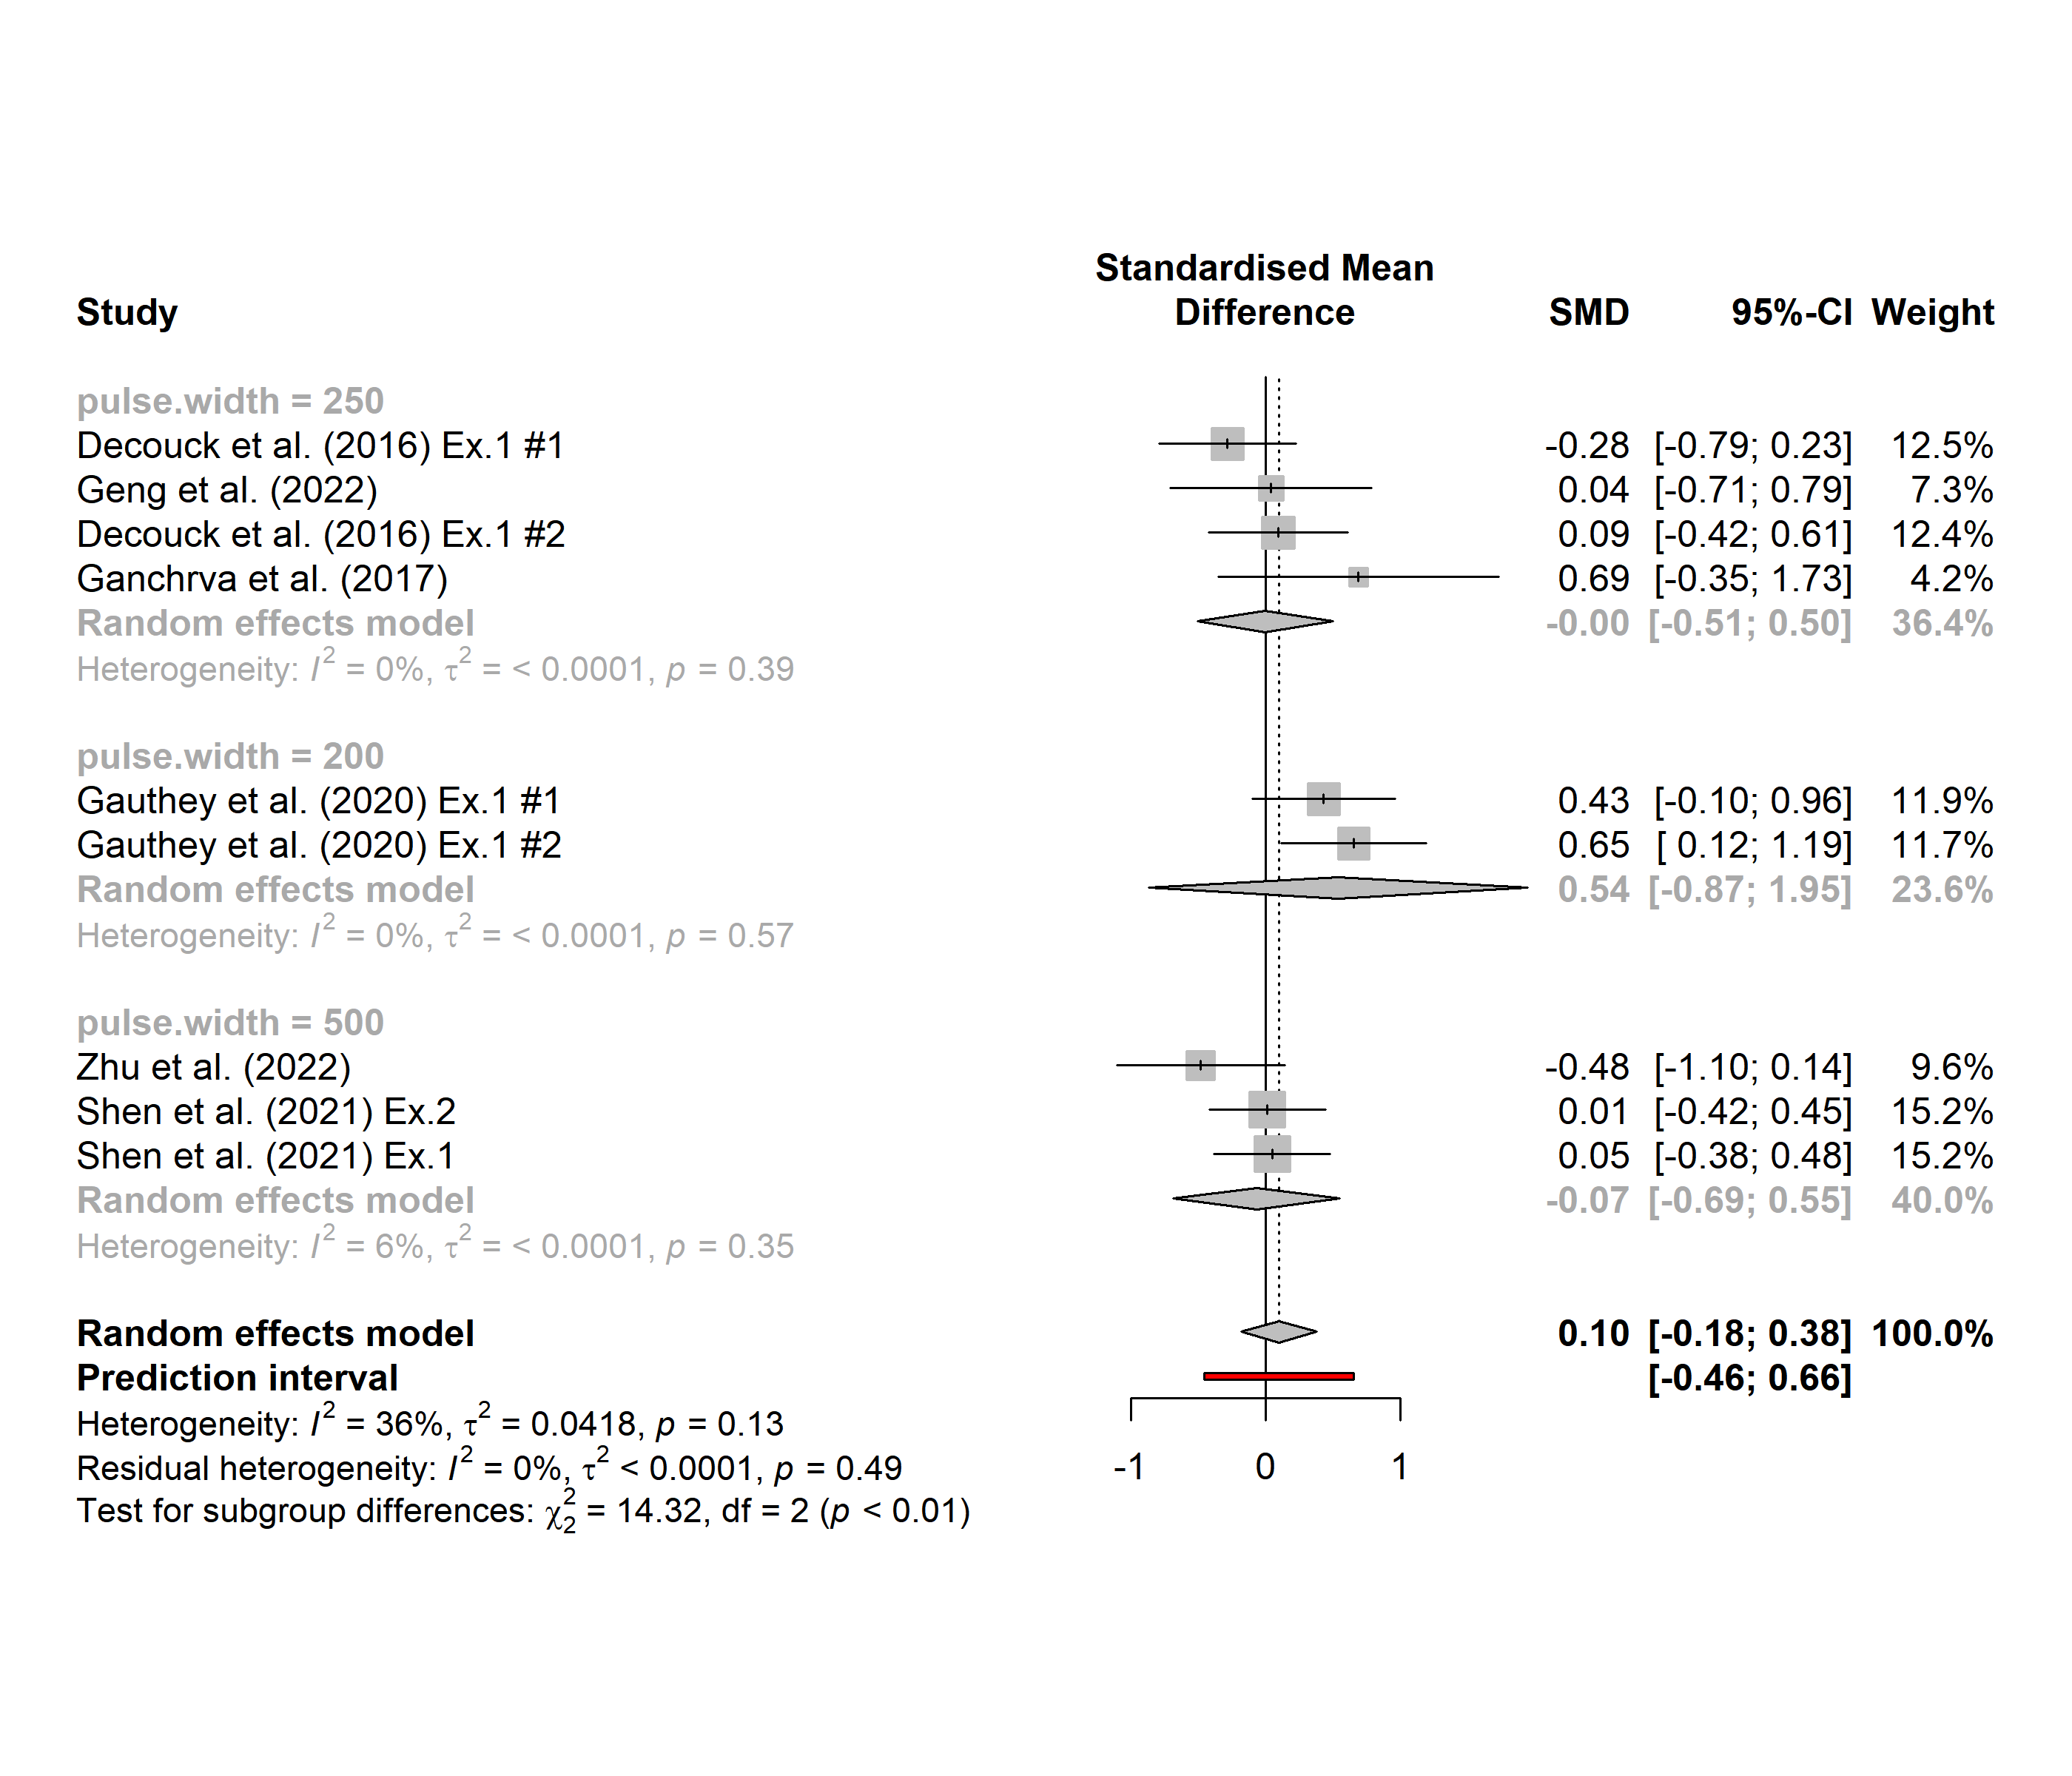 Standardised Mean
Study Difference SMD 95%-CI Weight
pulse.width = 250
Decouck et al. (2016) Ex.1 #1 -0.28 [-0.79; 0.23] 12.5%
Geng et al. (2022) 0.04 [-0.71; 0.79] 7.3%
Decouck et al. (2016) Ex.1 #2 0.09 [-0.42; 0.61] 12.4%
Ganchrva et al. (2017) 0.69 [-0.35; 1.73] 4.2%
Random effects model -0.00 [-0.51; 0.50] 36.4%
Heterogeneity: I² = 0%, τ² = < 0.0001, p = 0.39
pulse.width = 200
Gauthey et al. (2020) Ex.1 #1 0.43 [-0.10; 0.96] 11.9%
Gauthey et al. (2020) Ex.1 #2 0.65 [ 0.12; 1.19] 11.7%
Random effects model 0.54 [-0.87; 1.95] 23.6%
Heterogeneity: I² = 0%, τ² = < 0.0001, p = 0.57
pulse.width = 500
Zhu et al. (2022) -0.48 [-1.10; 0.14] 9.6%
Shen et al. (2021) Ex.2 0.01 [-0.42; 0.45] 15.2%
Shen et al. (2021) Ex.1 0.05 [-0.38; 0.48] 15.2%
Random effects model -0.07 [-0.69; 0.55] 40.0%
Heterogeneity: I² = 6%, τ² = < 0.0001, p = 0.35
Random effects model 0.10 [-0.18; 0.38] 100.0%
Prediction interval [-0.46; 0.66]
Heterogeneity: I² = 36%, τ² = 0.0418, p = 0.13
Residual heterogeneity: I² = 0%, τ² < 0.0001, p = 0.49 -1 0 1
Test for subgroup differences: χ²₂ = 14.32, df = 2 (p < 0.01)